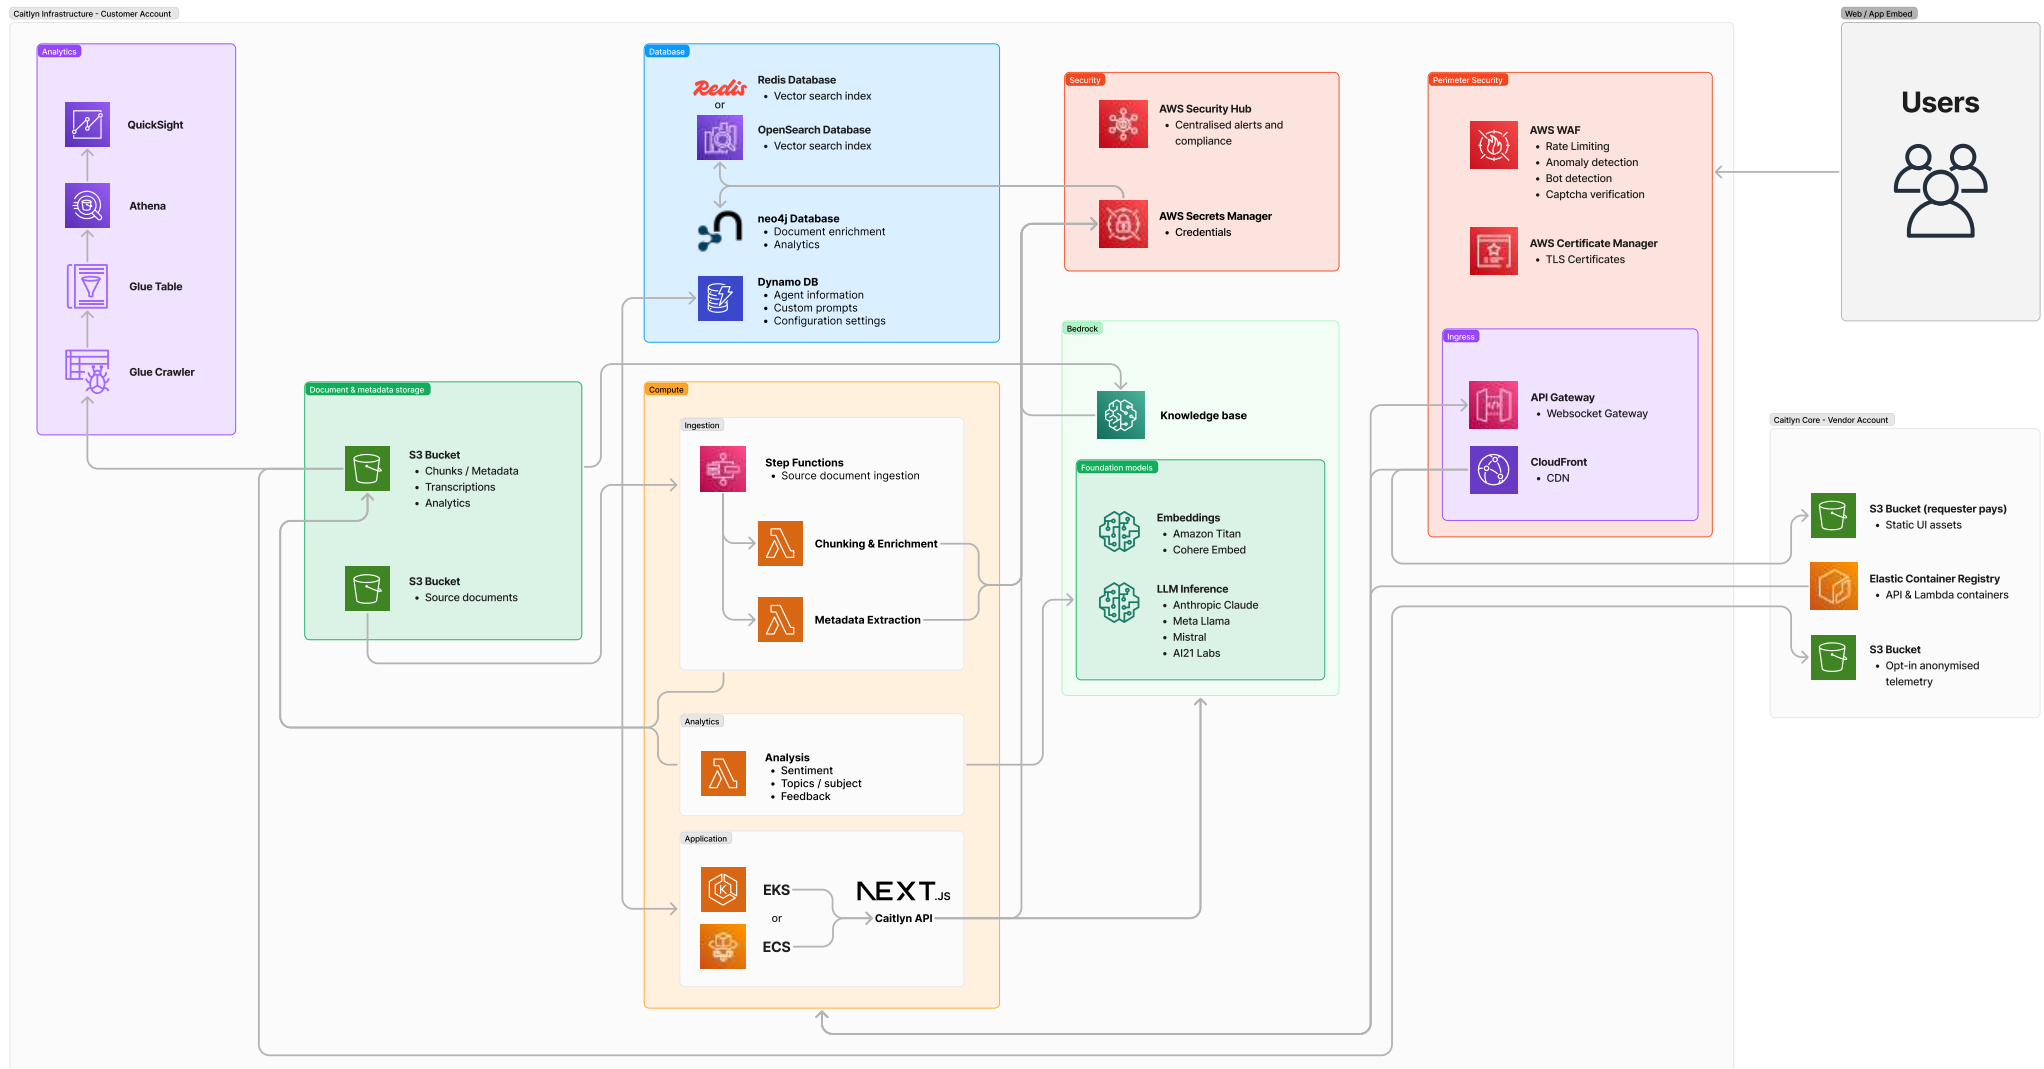 Caitlyn Infrastructure - Customer Account
Analytics
QuickSight
Athena
Glue Table
Glue Crawler
Document & metadata storage
S3 Bucket
• Chunks / Metadata
• Transcriptions
• Analytics
S3 Bucket
• Source documents
Database
Redis
or
Redis Database
• Vector search index
OpenSearch Database
• Vector search index
neo4j Database
• Document enrichment
• Analytics
Dynamo DB
• Agent information
• Custom prompts
• Configuration settings
Compute
Ingestion
Step Functions
• Source document ingestion
Chunking & Enrichment
Metadata Extraction
Analytics
Analysis
• Sentiment
• Topics / subject
• Feedback
Application
EKS
or
ECS
NEXT.JS
Caitlyn API
Security
AWS Security Hub
• Centralised alerts and
compliance
AWS Secrets Manager
• Credentials
Bedrock
Knowledge base
Foundation models
Embeddings
• Amazon Titan
• Cohere Embed
LLM Inference
• Anthropic Claude
• Meta Llama
• Mistral
• AI21 Labs
Perimeter Security
AWS WAF
• Rate Limiting
• Anomaly detection
• Bot detection
• Captcha verification
AWS Certificate Manager
• TLS Certificates
Ingress
API Gateway
• Websocket Gateway
CloudFront
• CDN
Web / App Embed
Users
Caitlyn Core - Vendor Account
S3 Bucket (requester pays)
• Static UI assets
Elastic Container Registry
• API & Lambda containers
S3 Bucket
• Opt-in anonymised
telemetry